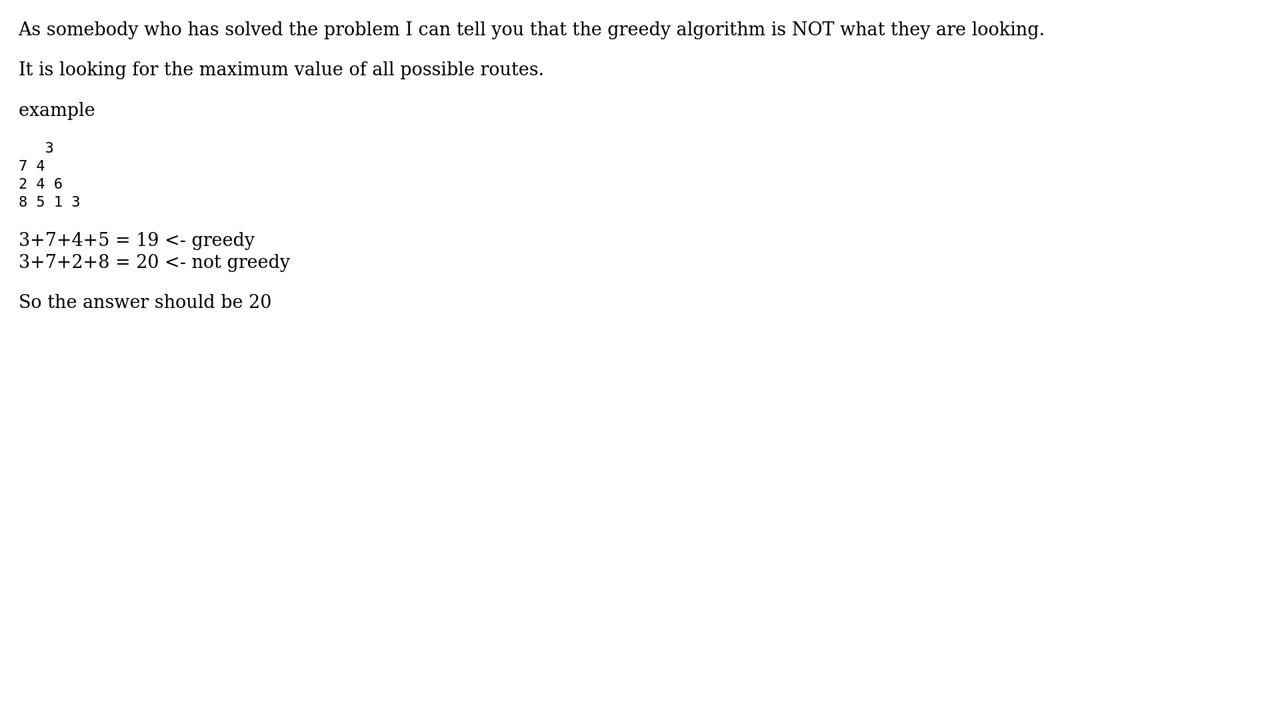 As somebody who has solved the problem I can tell you that the greedy algorithm is NOT what they are looking.
It is looking for the maximum value of all possible routes.
example
3
7 4
2 4 6
8 5 1 3
3+7+4+5 = 19 <- greedy
3+7+2+8 = 20 <- not greedy
So the answer should be 20